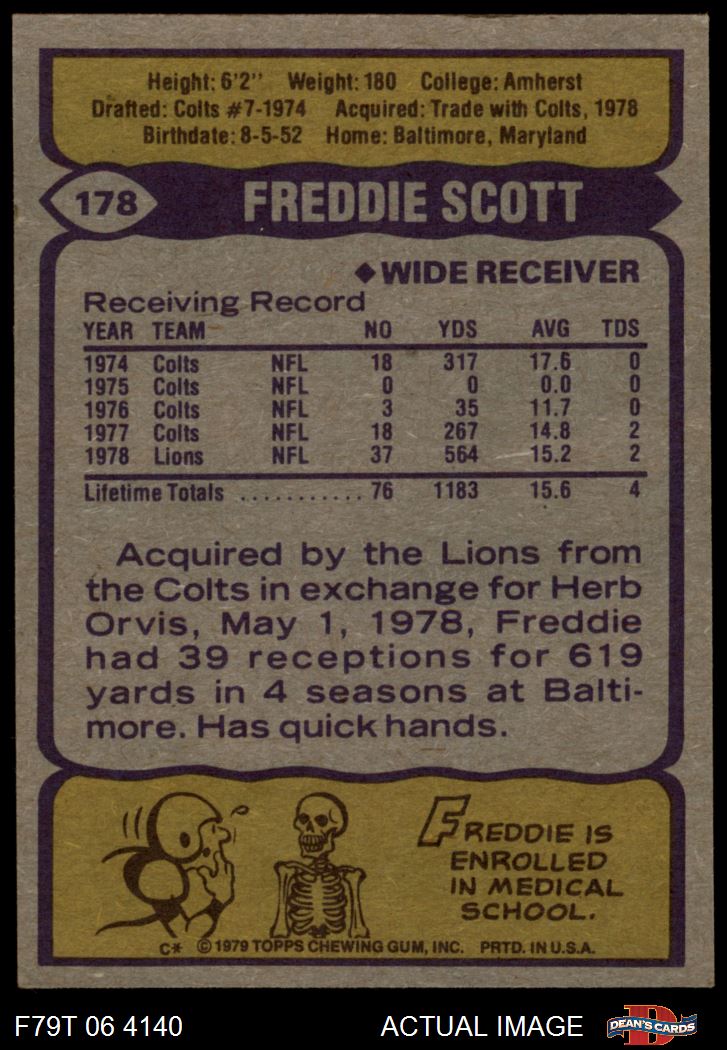 Height: 6'2" Weight: 180 College: Amherst
Drafted: Colts #7-1974 Acquired: Trade with Colts, 1978
Birthdate: 8-5-52 Home: Baltimore, Maryland
178 FREDDIE SCOTT
◆WIDE RECEIVER
Receiving Record
YEAR TEAM NO YDS AVG TDS
1974 Colts NFL 18 317 17.6 0
1975 Colts NFL 0 0 0.0 0
1976 Colts NFL 3 35 11.7 0
1977 Colts NFL 18 267 14.8 2
1978 Lions NFL 37 564 15.2 2
Lifetime Totals ........... 76 1183 15.6 4
Acquired by the Lions from
the Colts in exchange for Herb
Orvis, May 1, 1978, Freddie
had 39 receptions for 619
yards in 4 seasons at Balti-
more. Has quick hands.
FREDDIE IS
ENROLLED
IN MEDICAL
SCHOOL.
C* © 1979 TOPPS CHEWING GUM, INC. PRTD. IN U.S.A.
F79T 06 4140 ACTUAL IMAGE D DEAN'S CARDS